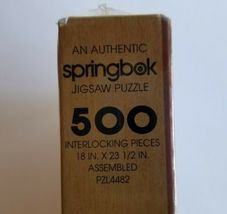 AN AUTHENTIC
springbok
JIGSAW PUZZLE
500
INTERLOCKING PIECES
18 IN. X 23 1/2 IN.
ASSEMBLED
PZL4482